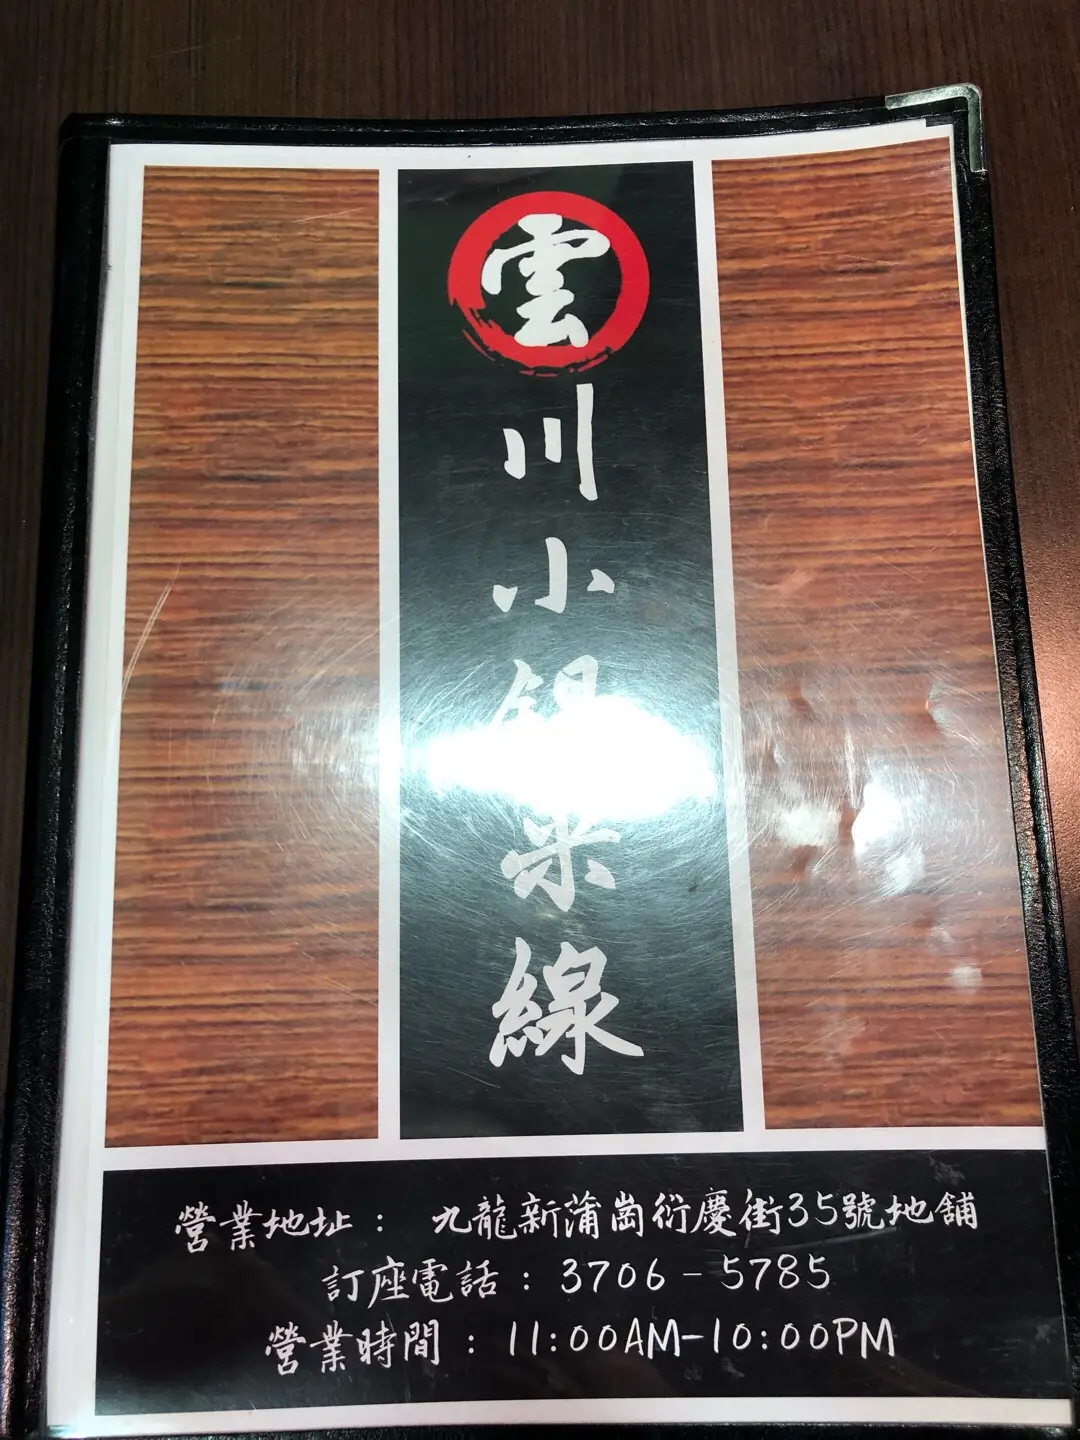 雲川小鍋米線
營業地址： 九龍新蒲崗衍慶街35號地舖
訂座電話：3706-5785
營業時間：11:00AM-10:00PM